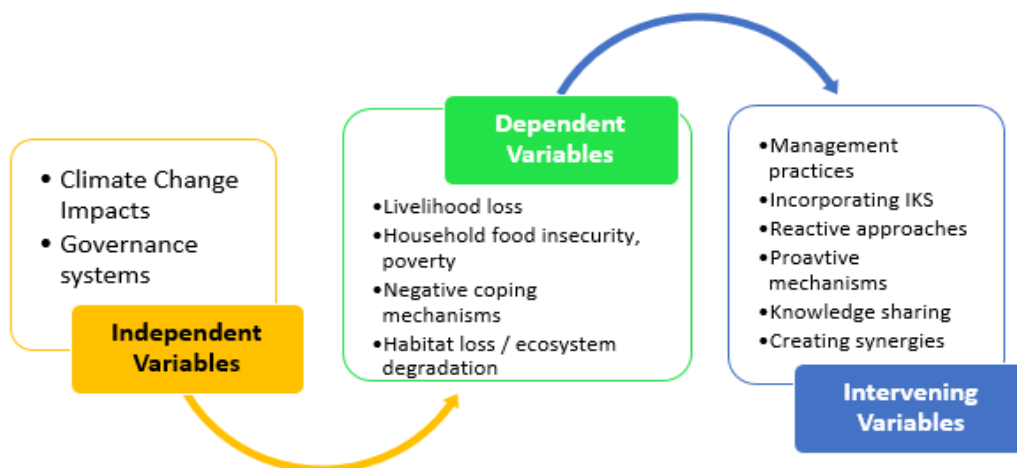 • Climate Change
Impacts
• Governance
systems
Independent
Variables
Dependent
Variables
•Livelihood loss
•Household food insecurity,
poverty
•Negative coping
mechanisms
•Habitat loss / ecosystem
degradation
•Management
practices
•Incorporating IKS
•Reactive approaches
•Proavtive
mechanisms
•Knowledge sharing
•Creating synergies
Intervening
Variables